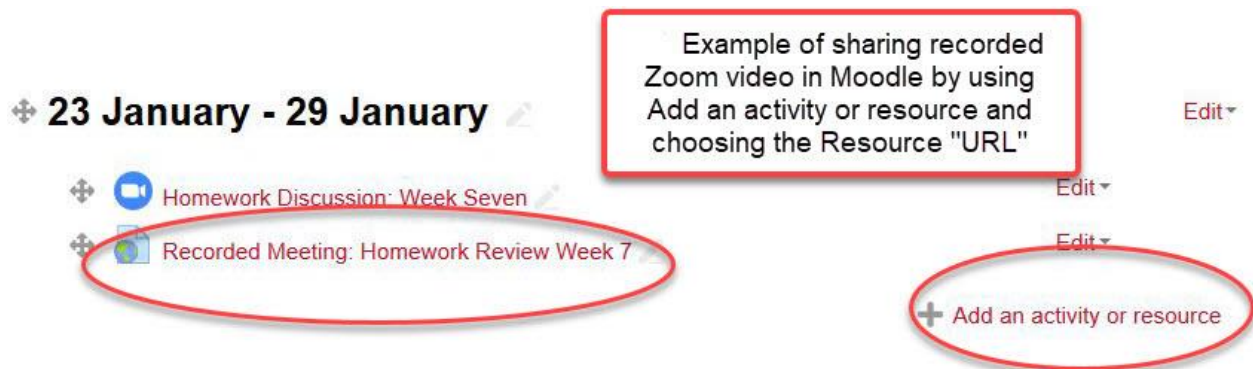 Example of sharing recorded
Zoom video in Moodle by using
Add an activity or resource and
choosing the Resource "URL"
23 January - 29 January
Edit
Homework Discussion: Week Seven
Edit
Recorded Meeting: Homework Review Week 7
Edit
Add an activity or resource